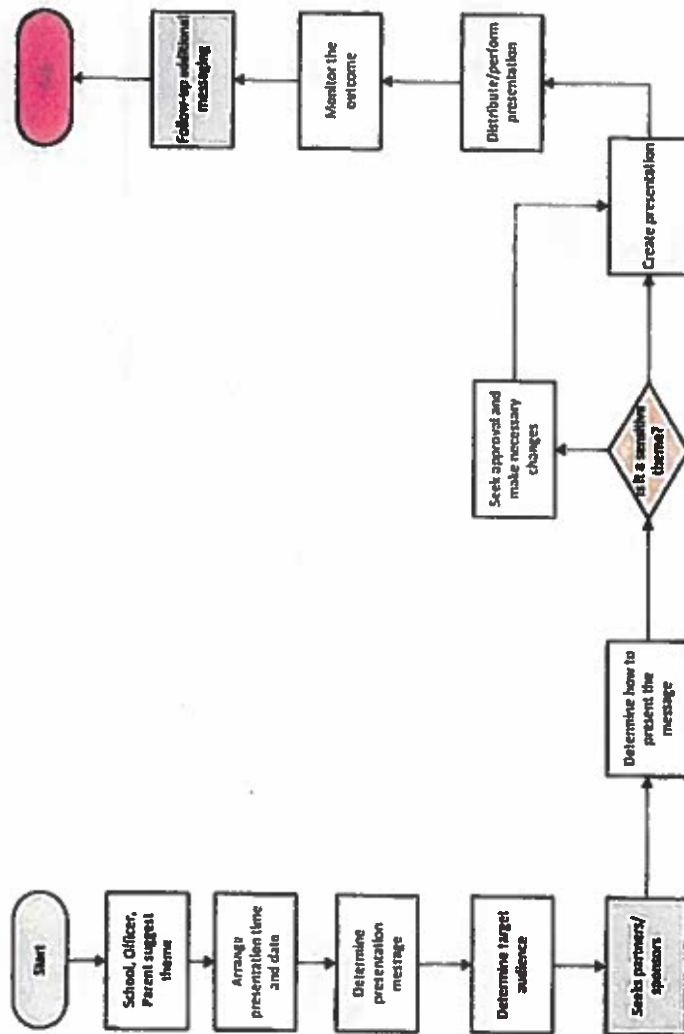 Start
School, Officer,
Parent suggest
theme
Arrange
presentation time
and date
Determine
presentation
message
Determine target
audience
Seeks partners/
sponsors
Determine how to
present the
message
Is it a sensitive
theme?
Seek approval and
make necessary
changes
Create presentation
Distribute/perform
presentation
Monitor the
outcome
Follow-up additional
messaging